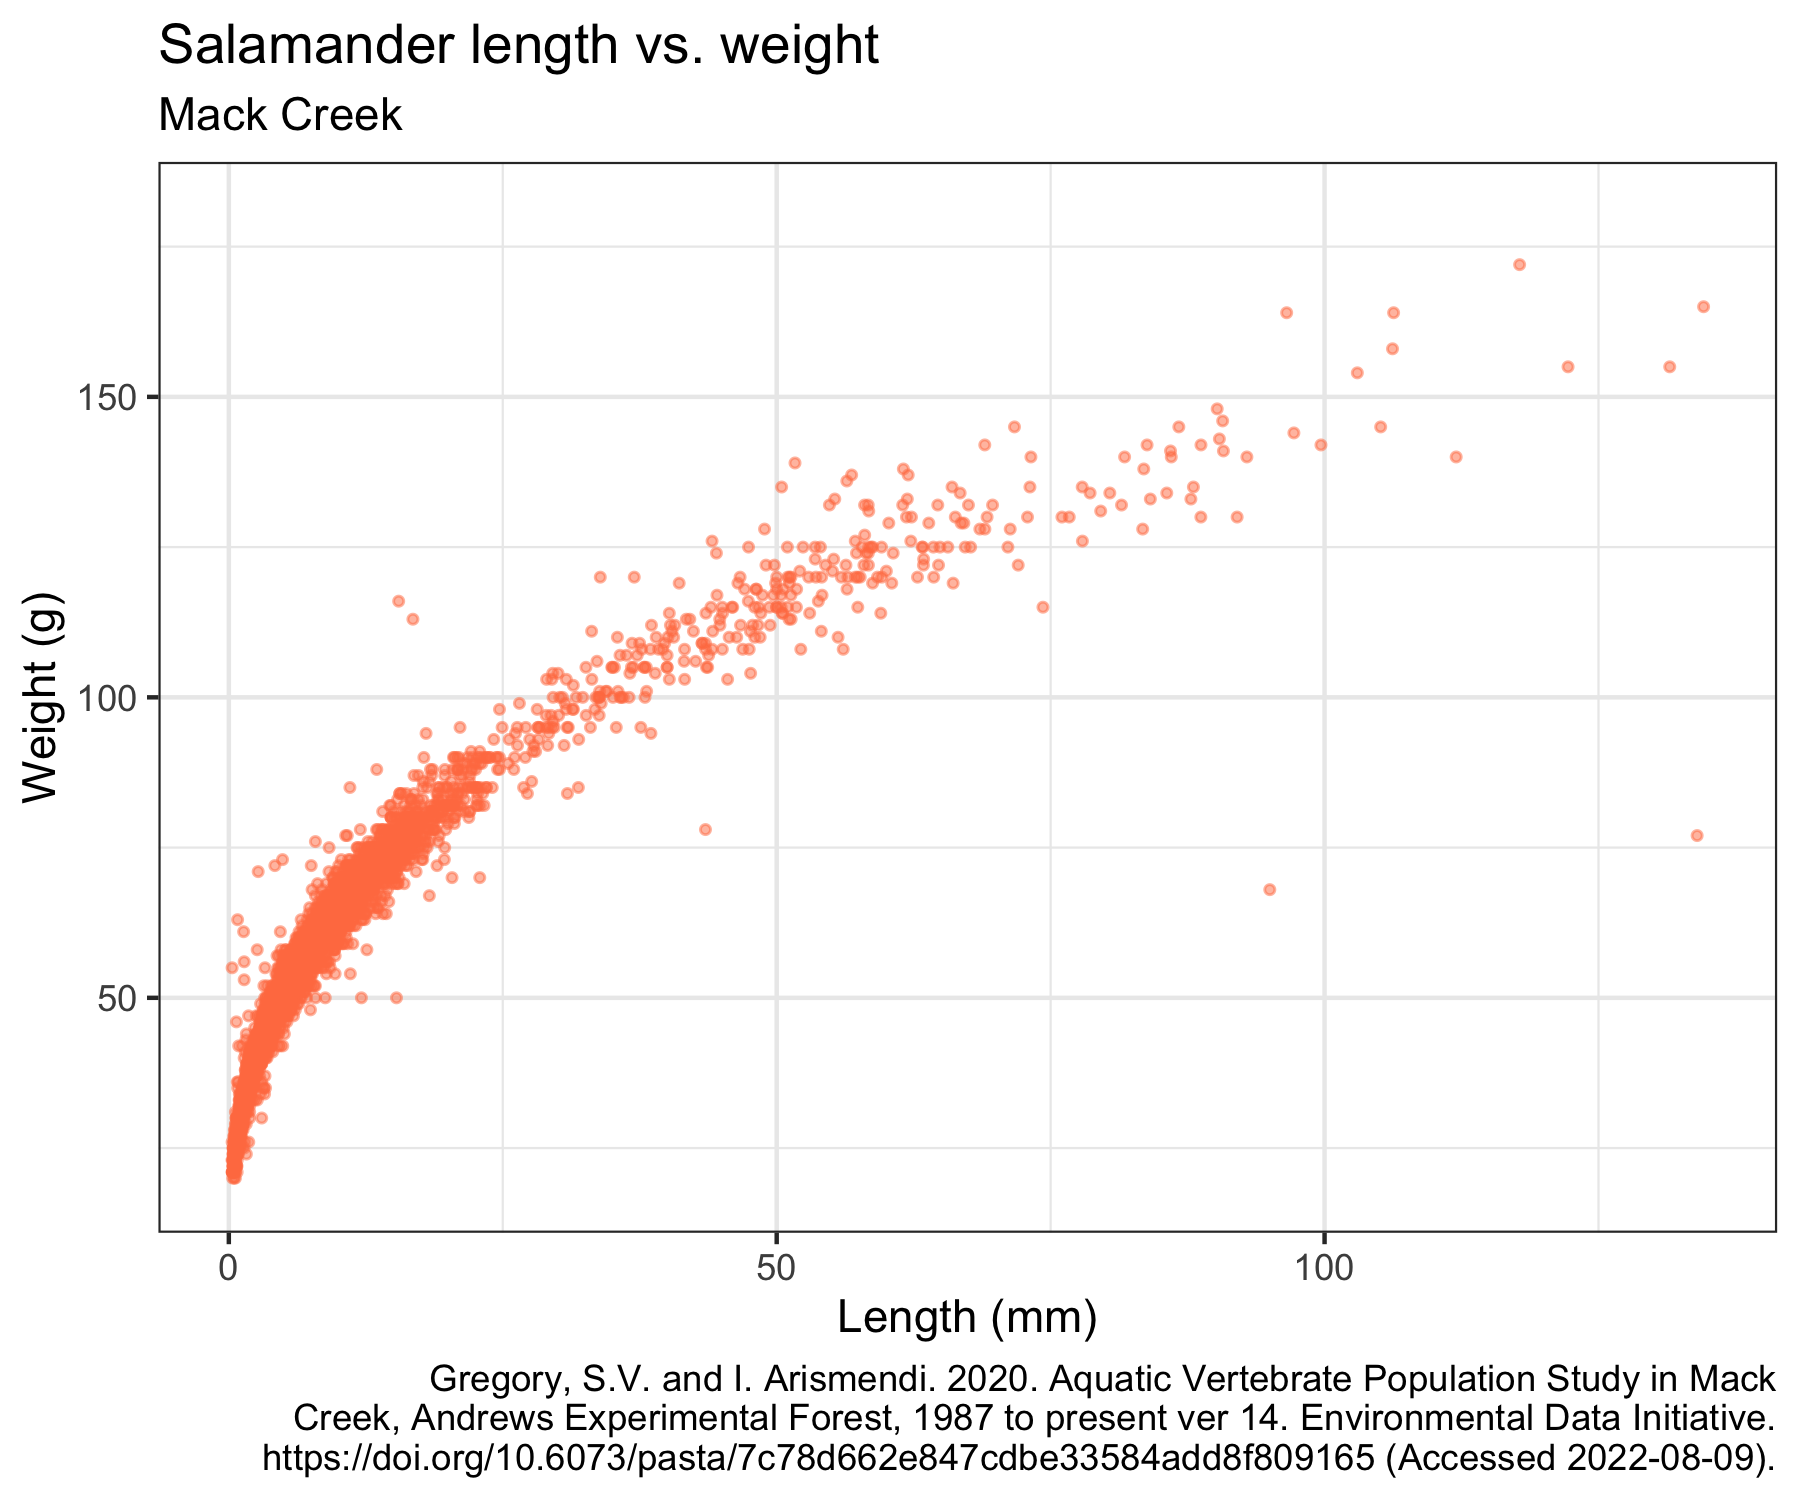 Salamander length vs. weight
Mack Creek
Weight (g)
150
100
50
0 50 100
Length (mm)
Gregory, S.V. and I. Arismendi. 2020. Aquatic Vertebrate Population Study in Mack
Creek, Andrews Experimental Forest, 1987 to present ver 14. Environmental Data Initiative.
https://doi.org/10.6073/pasta/7c78d662e847cdbe33584add8f809165 (Accessed 2022-08-09).